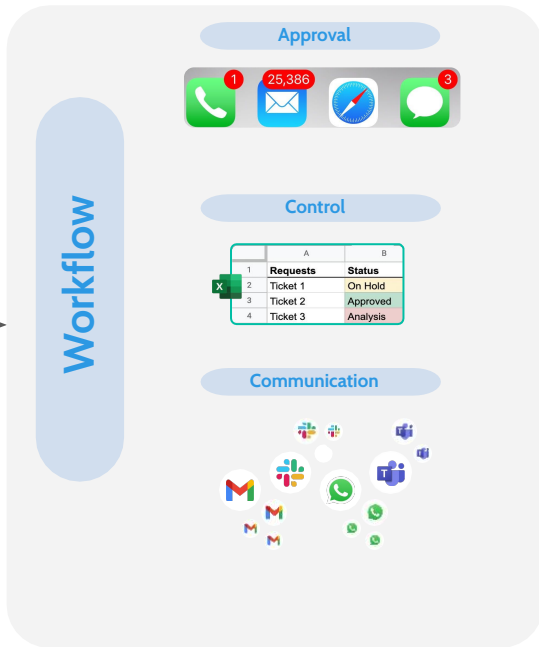 Approval
1
25,386
3
Workflow
Control
A B
1 Requests Status
X 2 Ticket 1 On Hold
3 Ticket 2 Approved
4 Ticket 3 Analysis
Communication
T
T
T